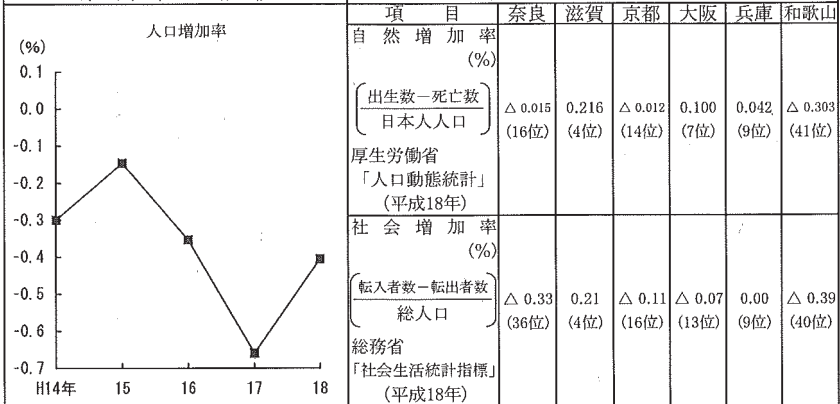 人口増加率
(%)
0.1
0.0
-0.1
-0.2
-0.3
-0.4
-0.5
-0.6
-0.7
H14年 15 16 17 18
項目 奈良 滋賀 京都 大阪 兵庫 和歌山
自然増加率
(%)
出生数−死亡数
日本人人口
△ 0.015 0.216 △ 0.012 0.100 0.042 △ 0.303
(16位) (4位) (14位) (7位) (9位) (41位)
厚生労働省
「人口動態統計」
(平成18年)
社会増加率
(%)
転入者数−転出者数
総人口
△ 0.33 0.21 △ 0.11 △ 0.07 0.00 △ 0.39
(36位) (4位) (16位) (13位) (9位) (40位)
総務省
「社会生活統計指標」
(平成18年)